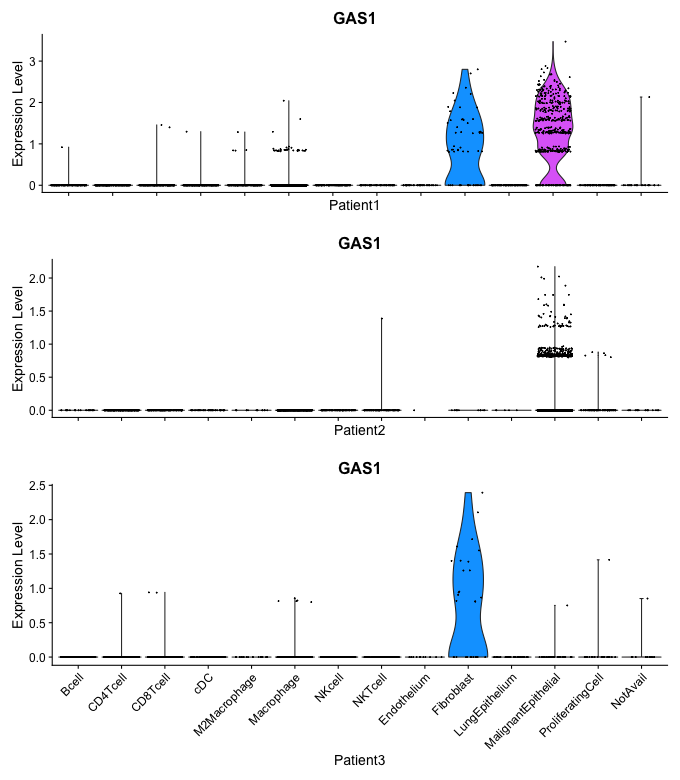 GAS1
Expression Level
3
2
1
0
Patient1
GAS1
Expression Level
2.0
1.5
1.0
0.5
0.0
Patient2
GAS1
Expression Level
2.5
2.0
1.5
1.0
0.5
0.0
Bcell
CD4Tcell
CD8Tcell
cDC
M2Macrophage
Macrophage
NKcell
NKTcell
Endothelium
Fibroblast
LungEpithelium
MalignantEpithelial
ProliferatingCell
NotAvail
Patient3